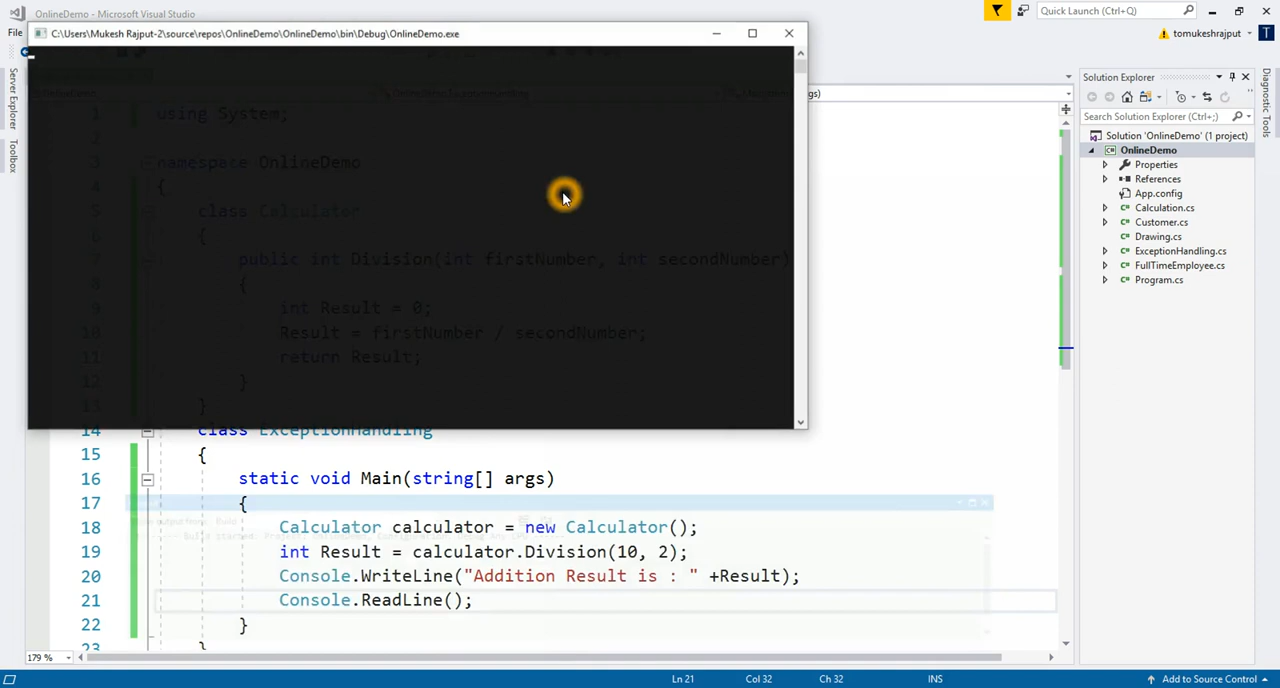 OnlineDemo - Microsoft Visual Studio
Quick Launch (Ctrl+Q)
File
tomukeshrajput
T
C:\Users\Mukesh Rajput-2\source\repos\OnlineDemo\OnlineDemo\bin\Debug\OnlineDemo.exe
Server Explorer
Toolbox
gs)
1 using System;
3 namespace OnlineDemo
4 {
5 class Calculator
6 {
7 public int Division(int firstNumber, int secondNumber)
8 {
9 int Result = 0;
10 Result = firstNumber / secondNumber;
11 return Result;
12 }
13 }
14 class ExceptionHandling
15 {
16 static void Main(string[] args)
17 {
18 Calculator calculator = new Calculator();
19 int Result = calculator.Division(10, 2);
20 Console.WriteLine("Addition Result is : " +Result);
21 Console.ReadLine();
22 }
23 }
179 %
Solution Explorer
Search Solution Explorer (Ctrl+;)
Solution 'OnlineDemo' (1 project)
OnlineDemo
Properties
References
App.config
Calculation.cs
Customer.cs
Drawing.cs
ExceptionHandling.cs
FullTimeEmployee.cs
Program.cs
Diagnostic Tools
Ln 21
Col 32
Ch 32
INS
Add to Source Control